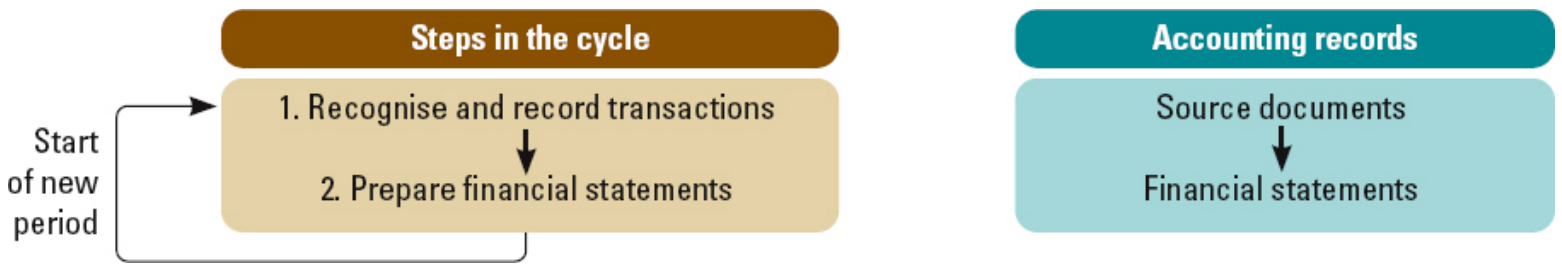 Steps in the cycle
Accounting records
Start
of new
period
1. Recognise and record transactions
2. Prepare financial statements
Source documents
Financial statements